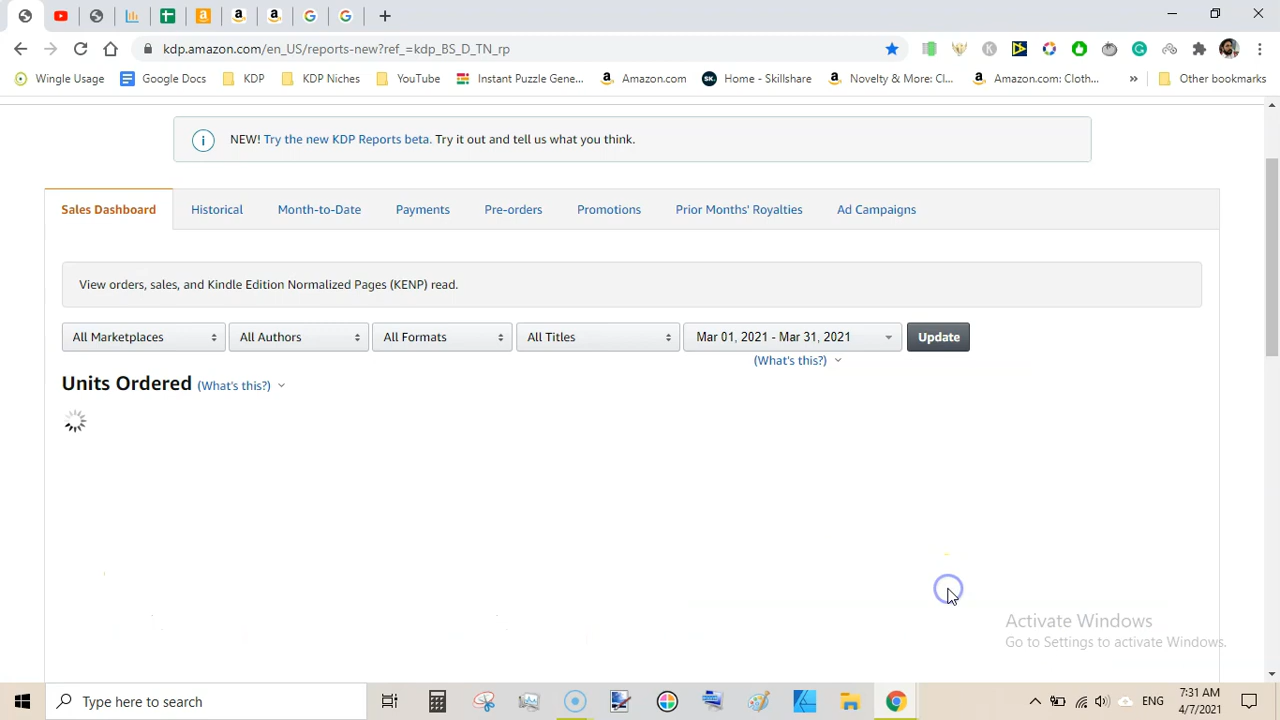 kdp.amazon.com/en_US/reports-new?ref_=kdp_BS_D_TN_rp
Wingle Usage
Google Docs
KDP
KDP Niches
YouTube
Instant Puzzle Gene...
Amazon.com
Home - Skillshare
Novelty & More: Cl...
Amazon.com: Cloth...
»
Other bookmarks
NEW! Try the new KDP Reports beta. Try it out and tell us what you think.
Sales Dashboard
Historical
Month-to-Date
Payments
Pre-orders
Promotions
Prior Months' Royalties
Ad Campaigns
View orders, sales, and Kindle Edition Normalized Pages (KENP) read.
All Marketplaces
All Authors
All Formats
All Titles
Mar 01, 2021 - Mar 31, 2021
Update
(What's this?)
Units Ordered (What's this?)
Activate Windows
Go to Settings to activate Windows.
Type here to search
ENG
7:31 AM
4/7/2021